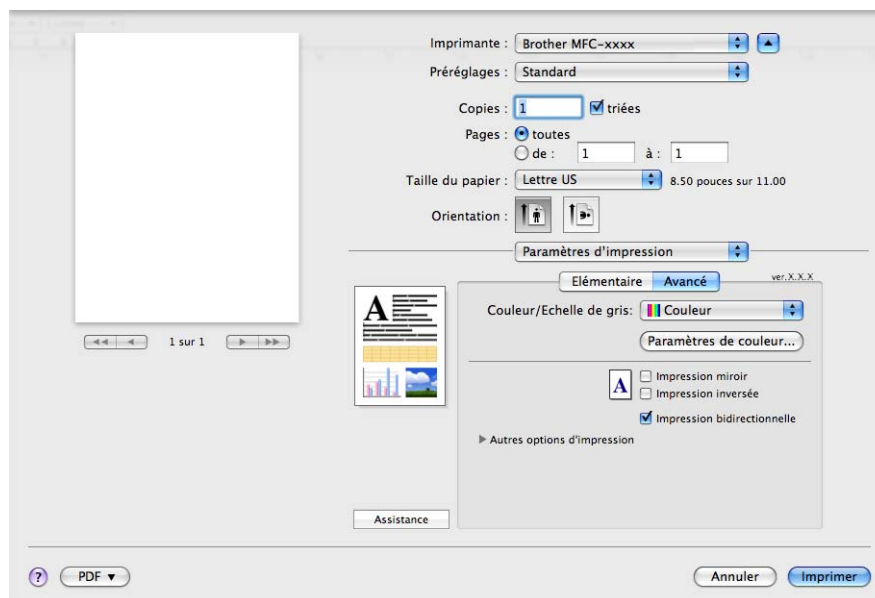 Imprimante : Brother MFC-xxxx
Préréglages : Standard
Copies : 1 triées
Pages : toutes
de : 1 à : 1
Taille du papier : Lettre US 8.50 pouces sur 11.00
Orientation :
Paramètres d'impression
Elémentaire Avancé ver.X.X.X
Couleur/Echelle de gris: Couleur
Paramètres de couleur...
A
A
Impression miroir
Impression inversée
Impression bidirectionnelle
Autres options d'impression
1 sur 1
Assistance
? PDF Annuler Imprimer